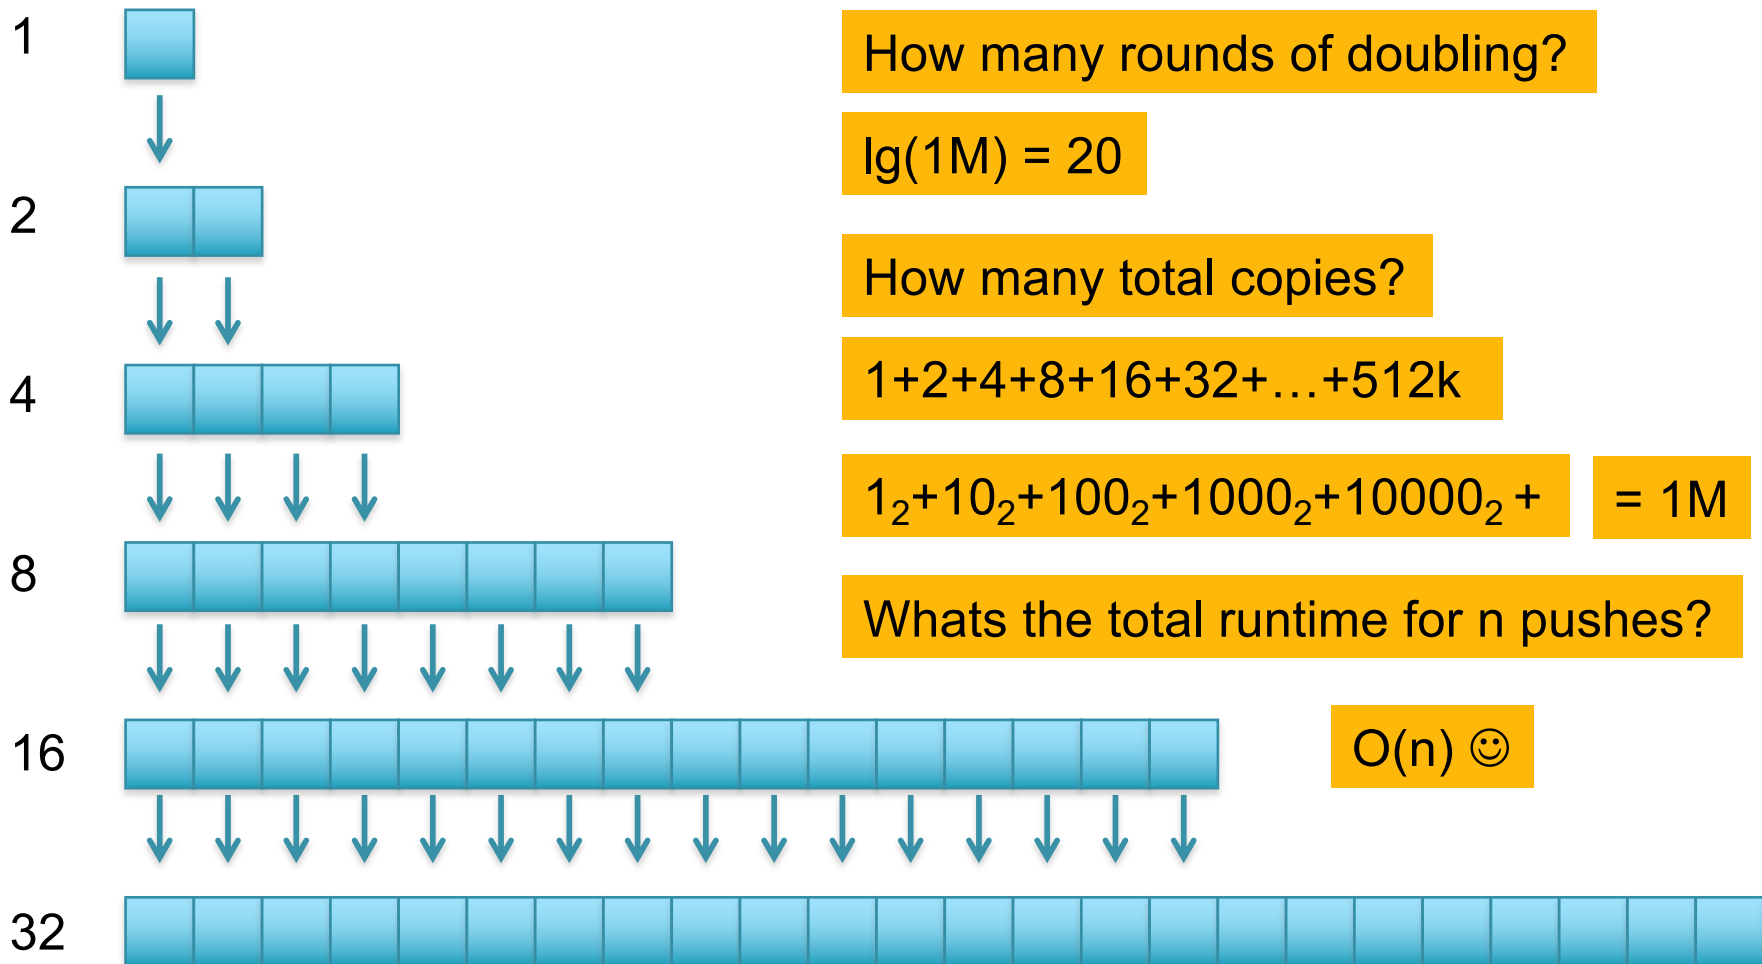 1
2
4
8
16
32
How many rounds of doubling?
lg(1M) = 20
How many total copies?
1+2+4+8+16+32+…+512k
1₂+10₂+100₂+1000₂+10000₂ + = 1M
Whats the total runtime for n pushes?
O(n) ☺